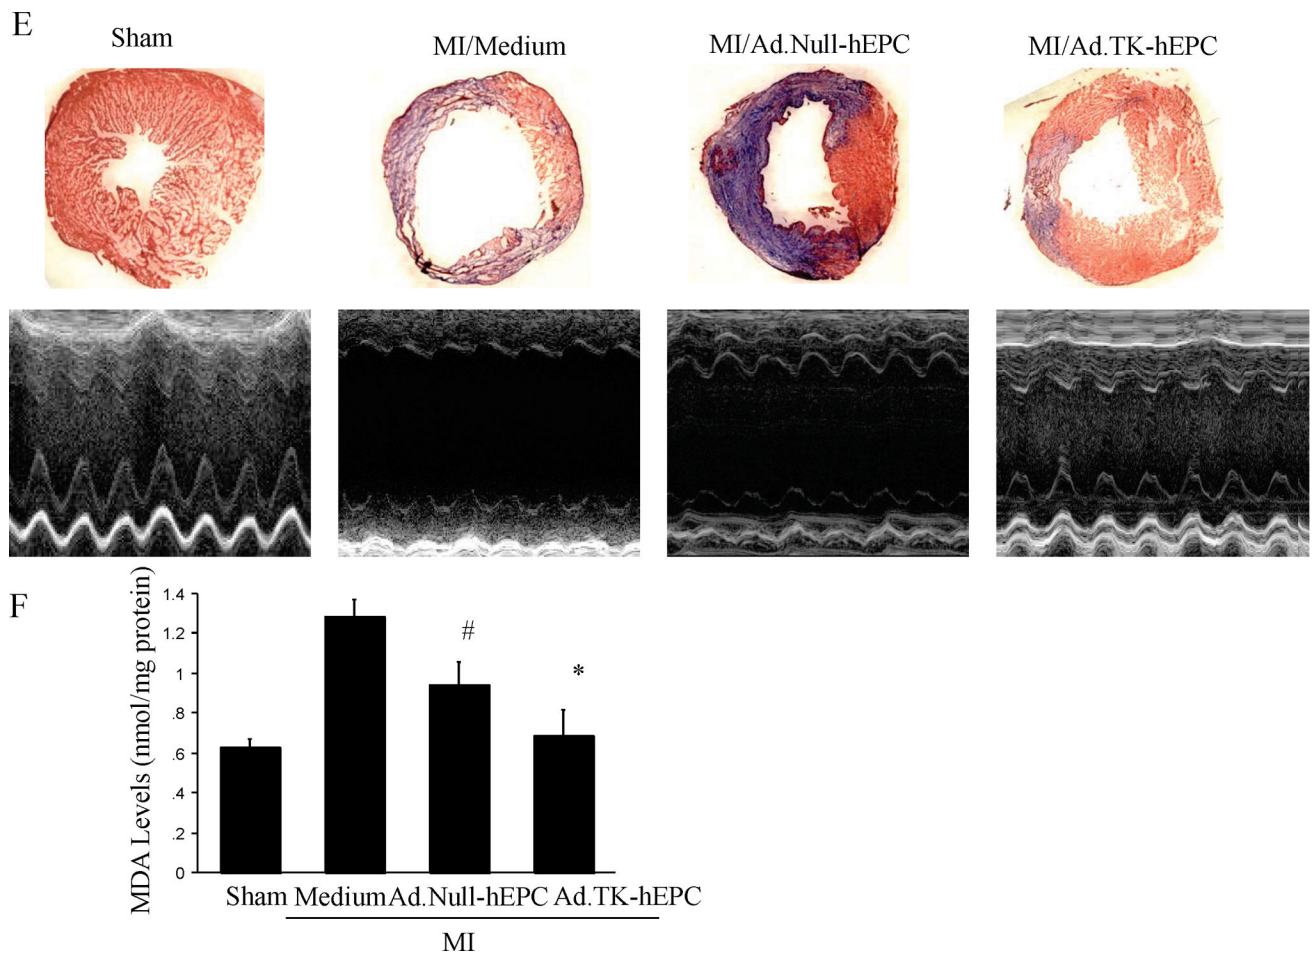 E
Sham
MI/Medium
MI/Ad.Null-hEPC
MI/Ad.TK-hEPC
F
MDA Levels (nmol/mg protein)
1.4
1.2
1
.8
.6
.4
.2
0
#
*
Sham Medium Ad.Null-hEPC Ad.TK-hEPC
MI